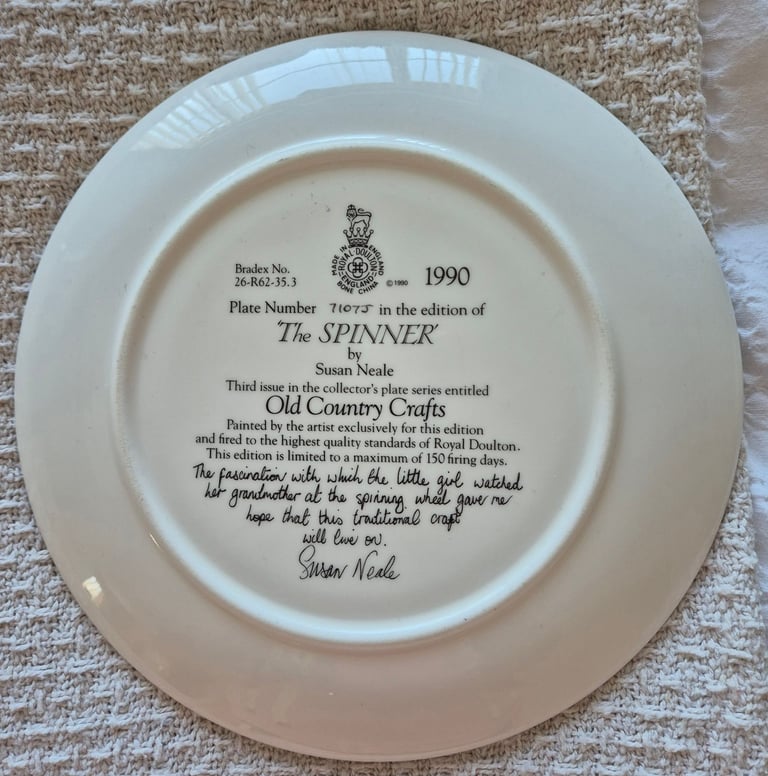 MADE IN ENGLAND
ROYAL DOULTON
ENGLAND
BONE CHINA
© 1990
1990
Bradex No.
26-R62-35.3
Plate Number 71075 in the edition of
'The SPINNER'
by
Susan Neale
Third issue in the collector's plate series entitled
Old Country Crafts
Painted by the artist exclusively for this edition
and fired to the highest quality standards of Royal Doulton.
This edition is limited to a maximum of 150 firing days.
The fascination with which the little girl watched
her grandmother at the spinning wheel gave me
hope that this traditional craft
will live on.
Susan Neale